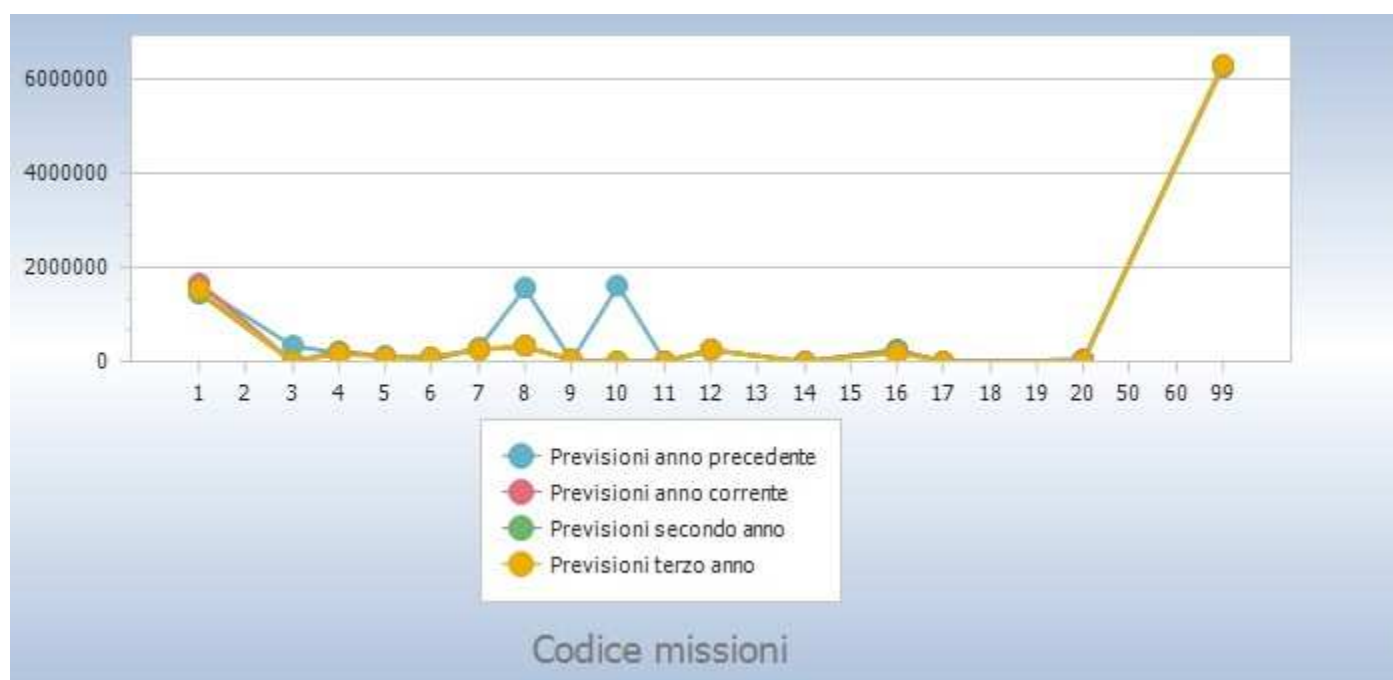 6000000
4000000
2000000
0
1 2 3 4 5 6 7 8 9 10 11 12 13 14 15 16 17 18 19 20 50 60 99
Previsioni anno precedente
Previsioni anno corrente
Previsioni secondo anno
Previsioni terzo anno
Codice missioni